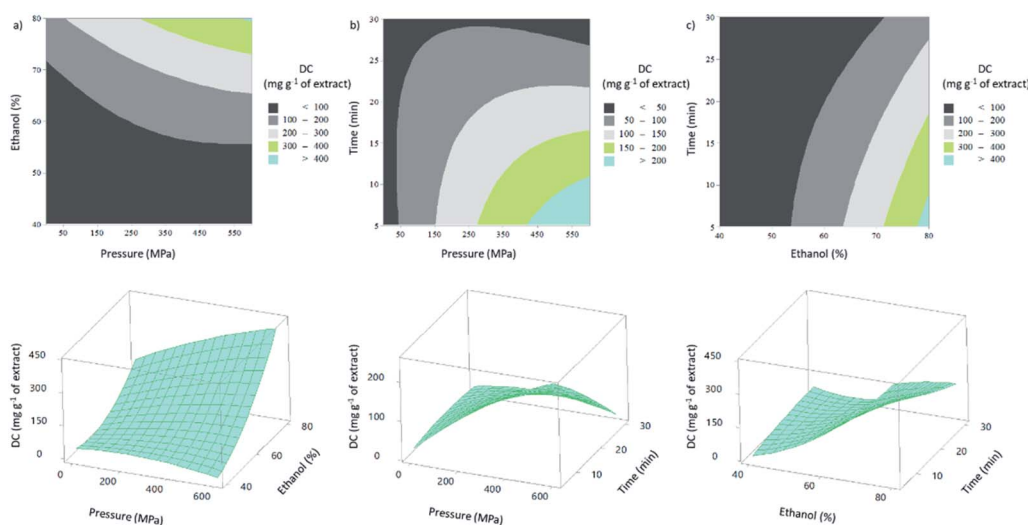 a)
80
70
60
50
40
Ethanol (%)
50 150 250 350 450 550
Pressure (MPa)
DC
(mg g⁻¹ of extract)
< 100
100 – 200
200 – 300
300 – 400
> 400
b)
30
25
20
15
10
5
Time (min)
50 150 250 350 450 550
Pressure (MPa)
DC
(mg g⁻¹ of extract)
< 50
50 – 100
100 – 150
150 – 200
> 200
c)
30
25
20
15
10
5
Time (min)
40 50 60 70 80
Ethanol (%)
DC
(mg g⁻¹ of extract)
< 100
100 – 200
200 – 300
300 – 400
> 400
DC (mg g⁻¹ of extract)
450
300
150
0
0 200 400 600
Pressure (MPa)
40
60
80
Ethanol (%)
DC (mg g⁻¹ of extract)
200
100
0
0 200 400 600
Pressure (MPa)
10
20
30
Time (min)
DC (mg g⁻¹ of extract)
450
300
150
0
40 60 80
Ethanol (%)
10
20
30
Time (min)